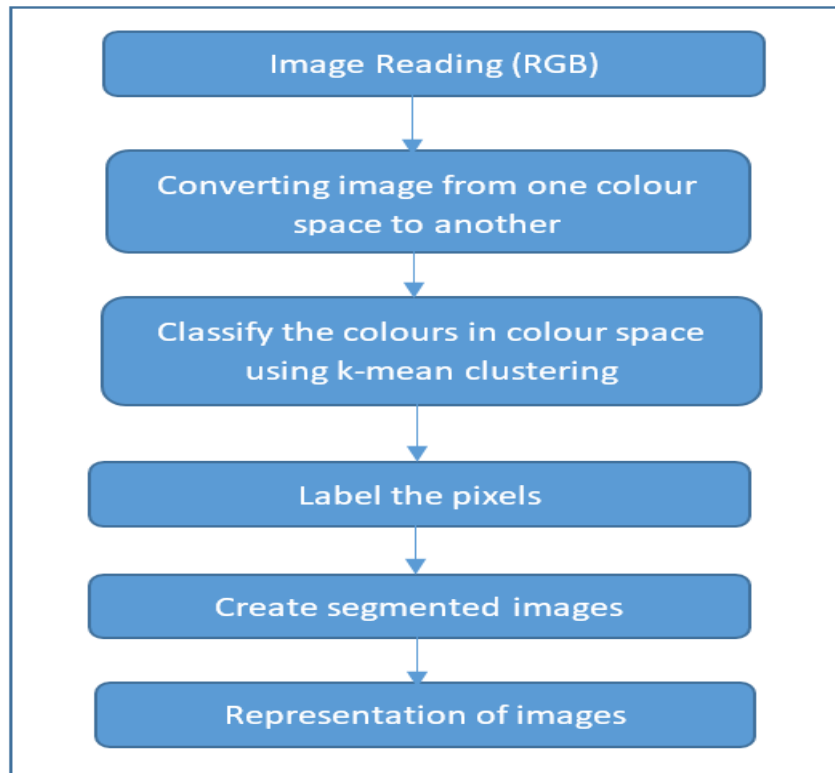 Image Reading (RGB)
Converting image from one colour
space to another
Classify the colours in colour space
using k-mean clustering
Label the pixels
Create segmented images
Representation of images